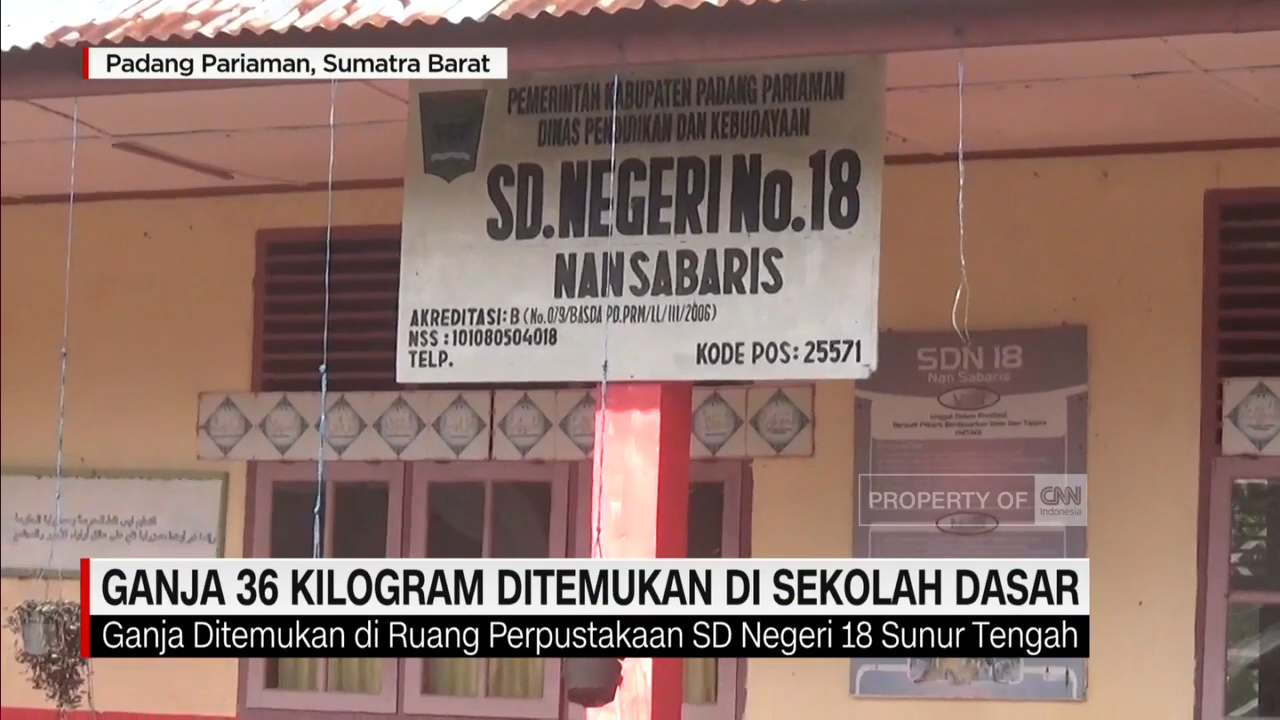 Padang Pariaman, Sumatra Barat
PEMERINTAH KABUPATEN PADANG PARIAMAN
DINAS PENDIDIKAN DAN KEBUDAYAAN
SD.NEGERI No.18
NAN SABARIS
AKREDITASI: B (No.079/BASDA PD.PRM/LL/III/2006)
NSS : 101080504018
TELP.
KODE POS: 25571
SDN 18
Nan Sabaris
PROPERTY OF CNN
Indonesia
GANJA 36 KILOGRAM DITEMUKAN DI SEKOLAH DASAR
Ganja Ditemukan di Ruang Perpustakaan SD Negeri 18 Sunur Tengah